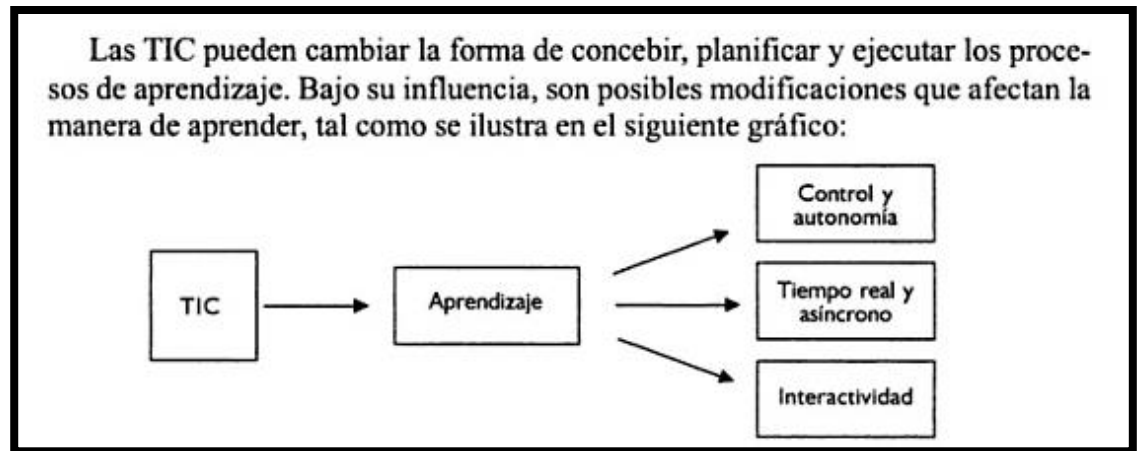 Las TIC pueden cambiar la forma de concebir, planificar y ejecutar los proce-
sos de aprendizaje. Bajo su influencia, son posibles modificaciones que afectan la
manera de aprender, tal como se ilustra en el siguiente gráfico:
TIC
Aprendizaje
Control y
autonomía
Tiempo real y
asíncrono
Interactividad